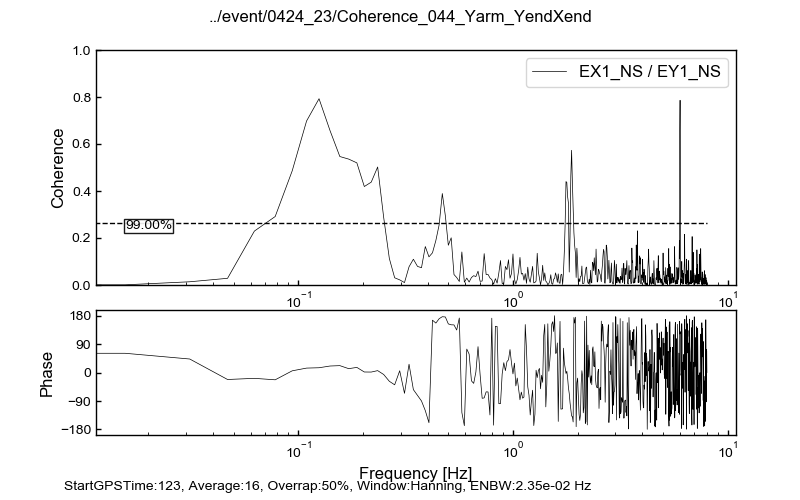 ../event/0424_23/Coherence_044_Yarm_YendXend
1.0
EX1_NS / EY1_NS
0.8
0.6
Coherence
0.4
99.00%
0.2
0.0
10⁻¹ 10⁰ 10¹
180
90
Phase
0
−90
−180
10⁻¹ 10⁰ 10¹
Frequency [Hz]
StartGPSTime:123, Average:16, Overrap:50%, Window:Hanning, ENBW:2.35e-02 Hz